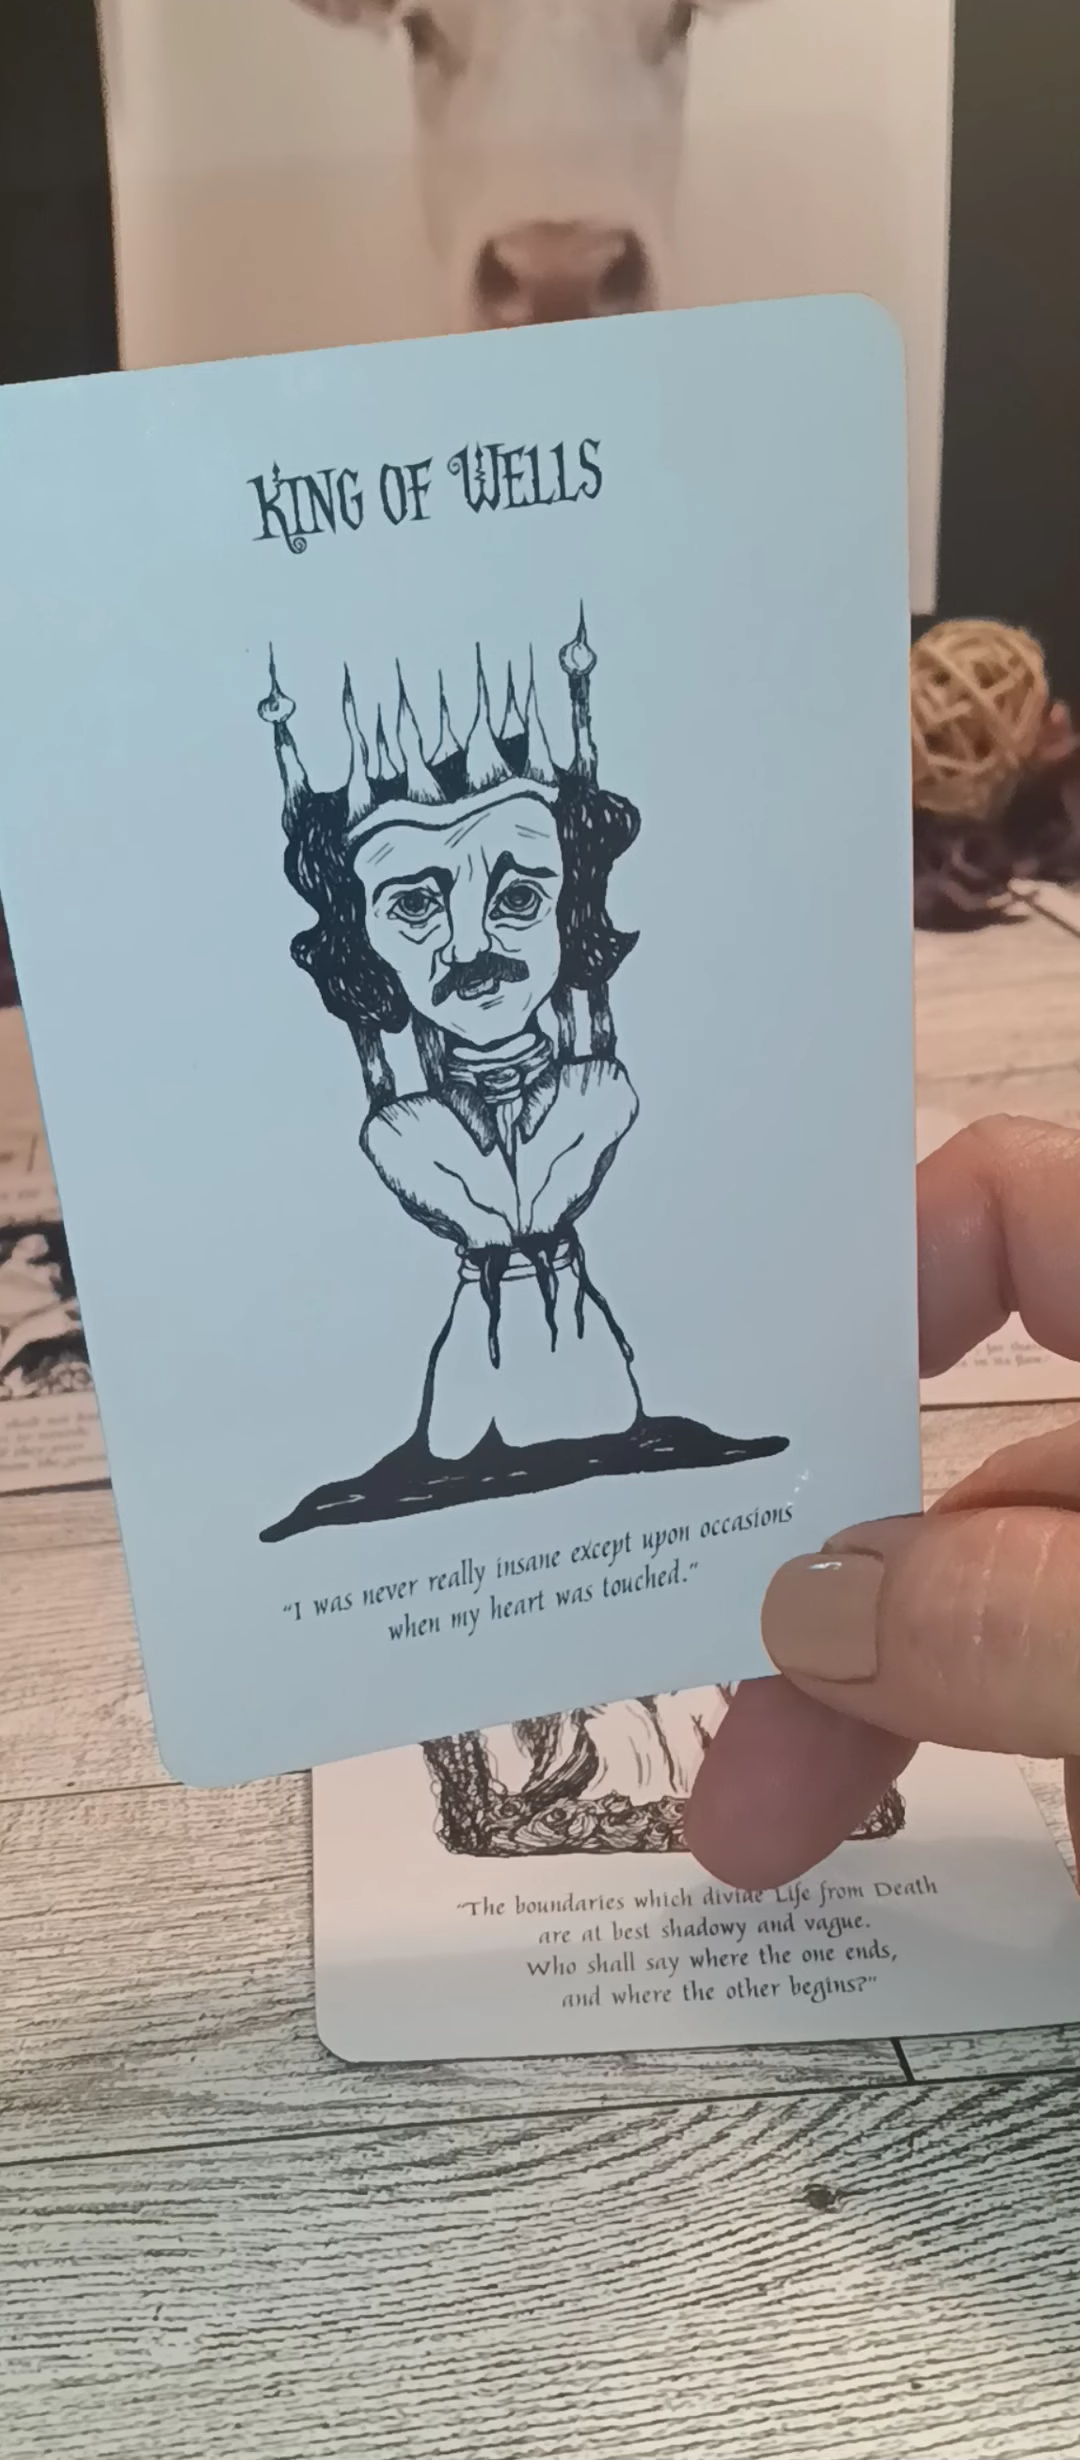 KING OF WELLS
"I was never really insane except upon occasions
when my heart was touched."
"The boundaries which divide Life from Death
are at best shadowy and vague.
Who shall say where the one ends,
and where the other begins?"